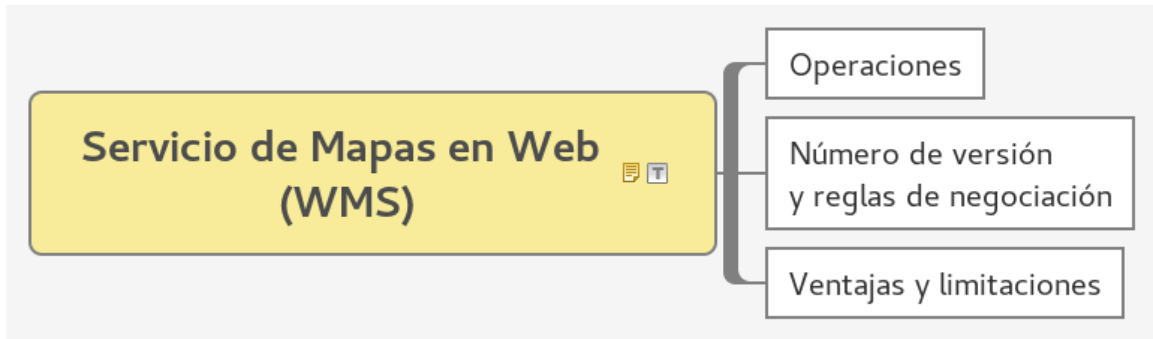 Servicio de Mapas en Web
(WMS)
Operaciones
Número de versión
y reglas de negociación
Ventajas y limitaciones